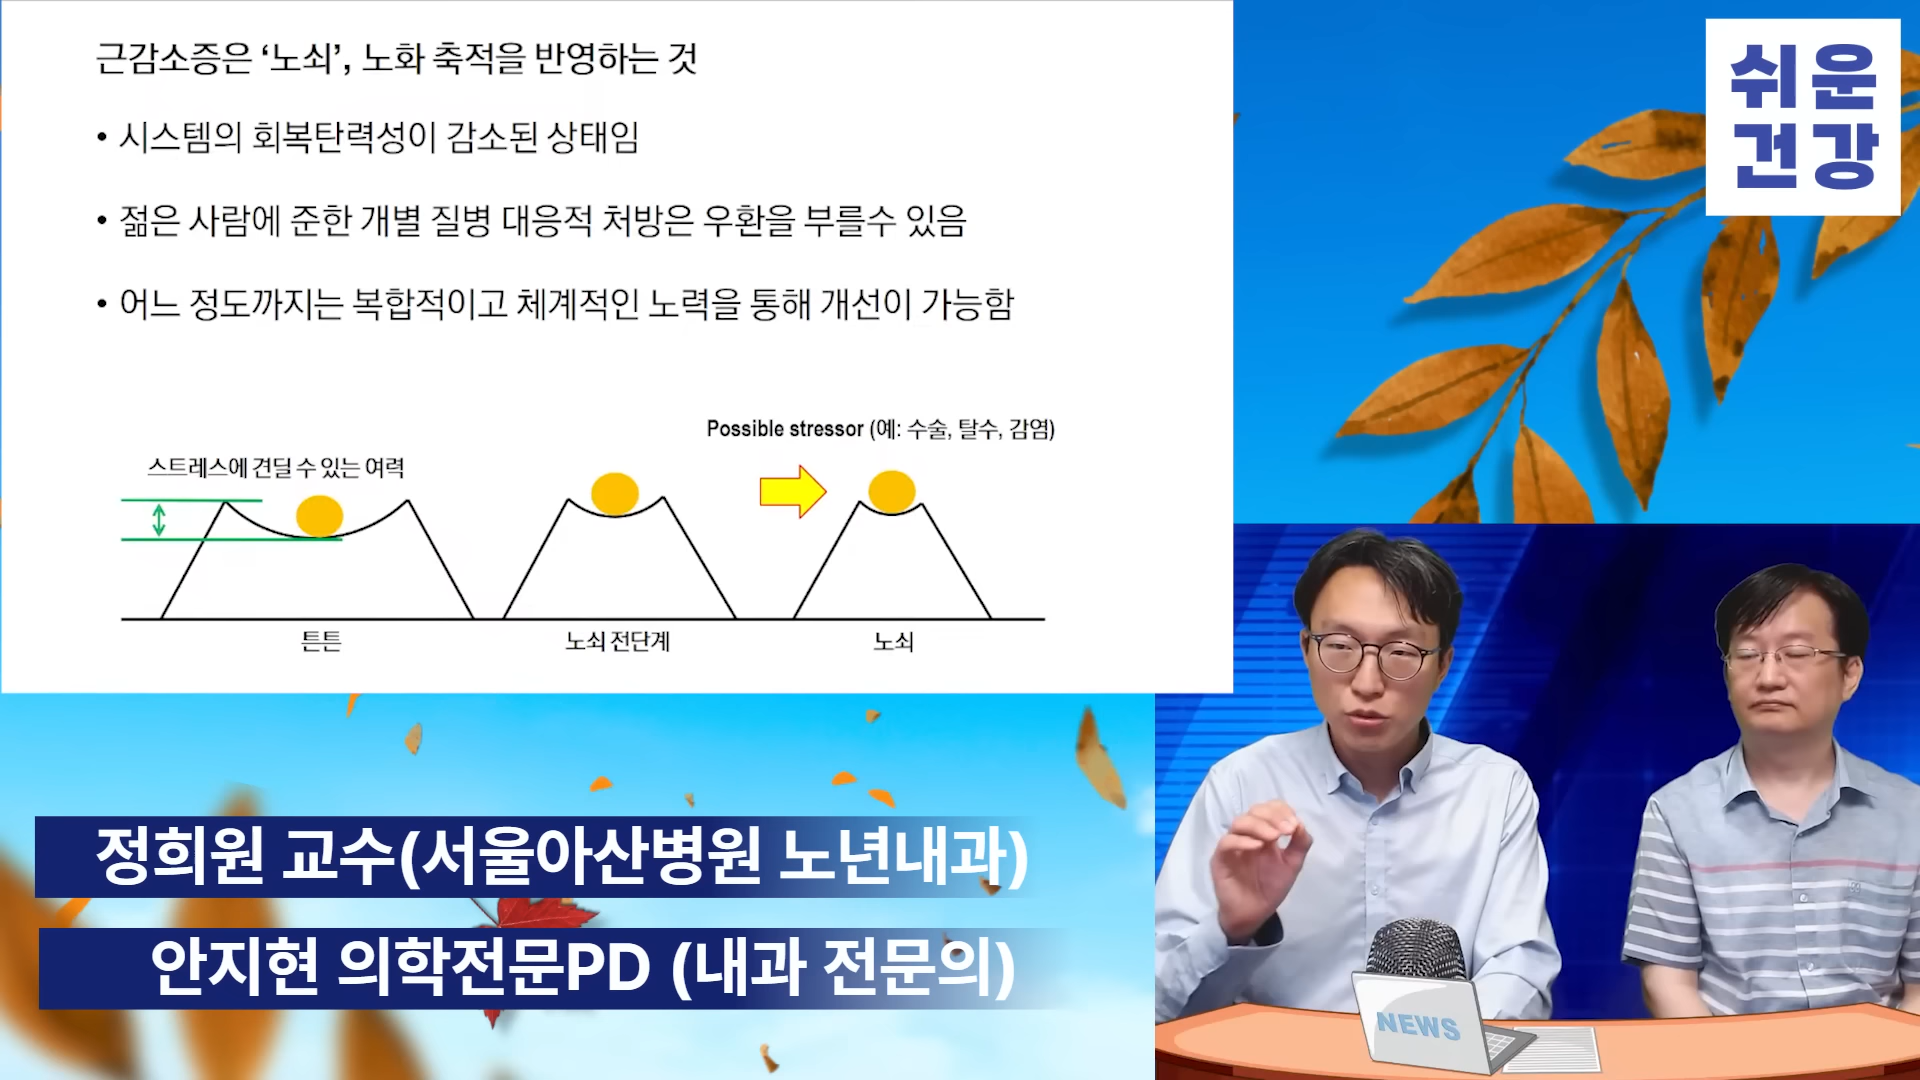 근감소증은 ‘노쇠’, 노화 축적을 반영하는 것
• 시스템의 회복탄력성이 감소된 상태임
• 젊은 사람에 준한 개별 질병 대응적 처방은 우환을 부를수 있음
• 어느 정도까지는 복합적이고 체계적인 노력을 통해 개선이 가능함
Possible stressor (예: 수술, 탈수, 감염)
스트레스에 견딜 수 있는 여력
튼튼
노쇠 전단계
노쇠
쉬운
건강
정희원 교수(서울아산병원 노년내과)
안지현 의학전문PD (내과 전문의)
NEWS